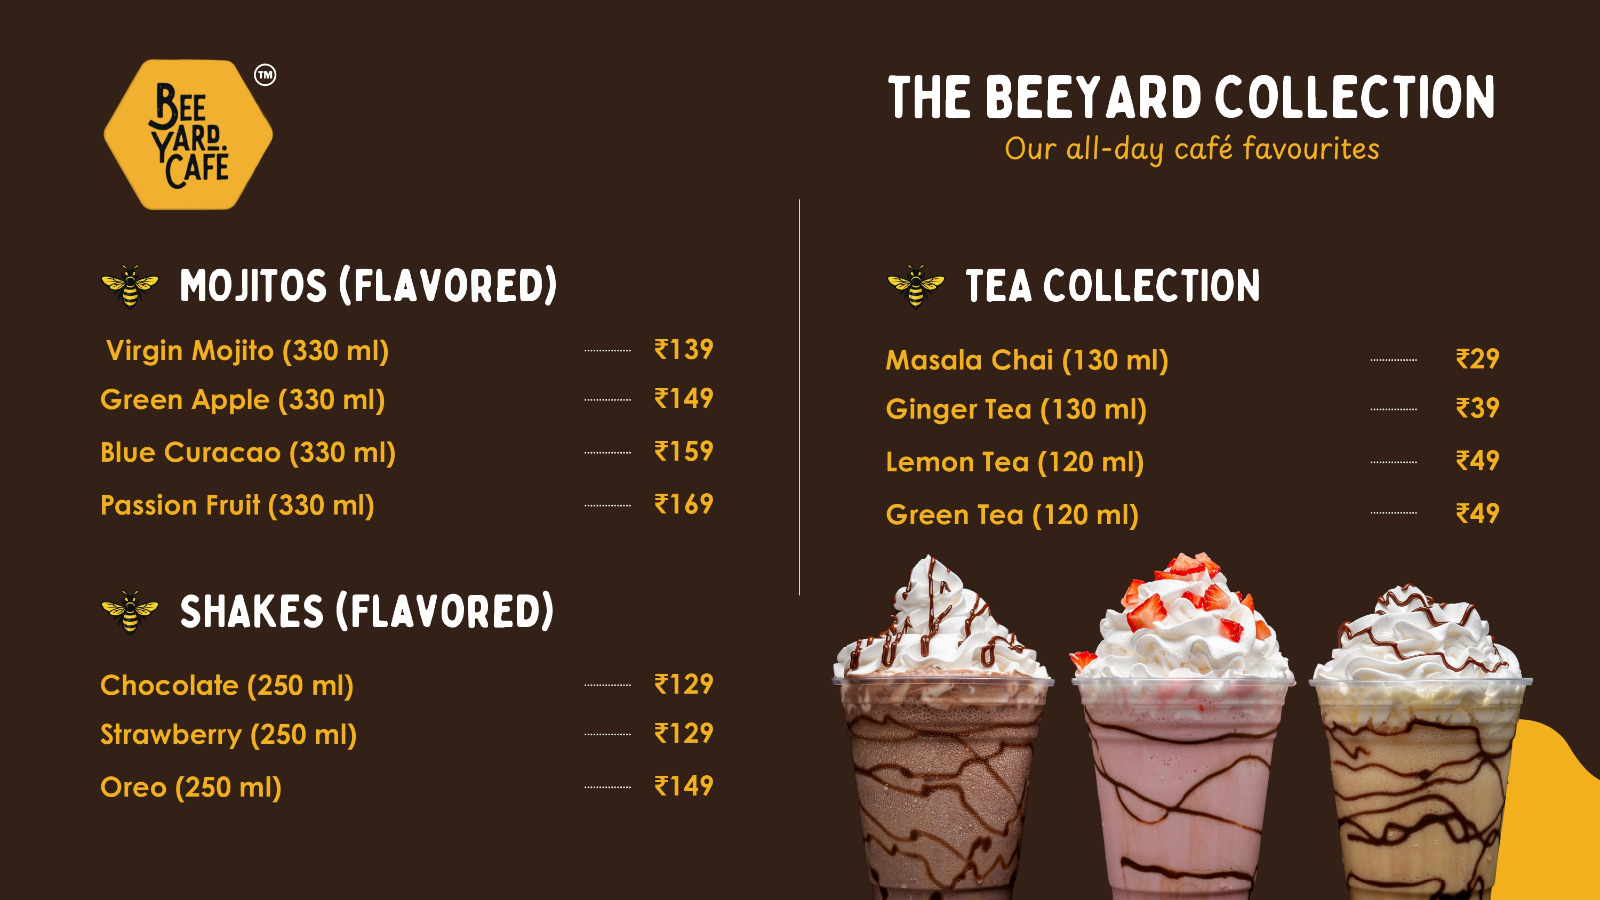 BEE
YARD.
CAFE
TM
THE BEEYARD COLLECTION
Our all-day café favourites
MOJITOS (FLAVORED)
Virgin Mojito (330 ml) ₹139
Green Apple (330 ml) ₹149
Blue Curacao (330 ml) ₹159
Passion Fruit (330 ml) ₹169
SHAKES (FLAVORED)
Chocolate (250 ml) ₹129
Strawberry (250 ml) ₹129
Oreo (250 ml) ₹149
TEA COLLECTION
Masala Chai (130 ml) ₹29
Ginger Tea (130 ml) ₹39
Lemon Tea (120 ml) ₹49
Green Tea (120 ml) ₹49